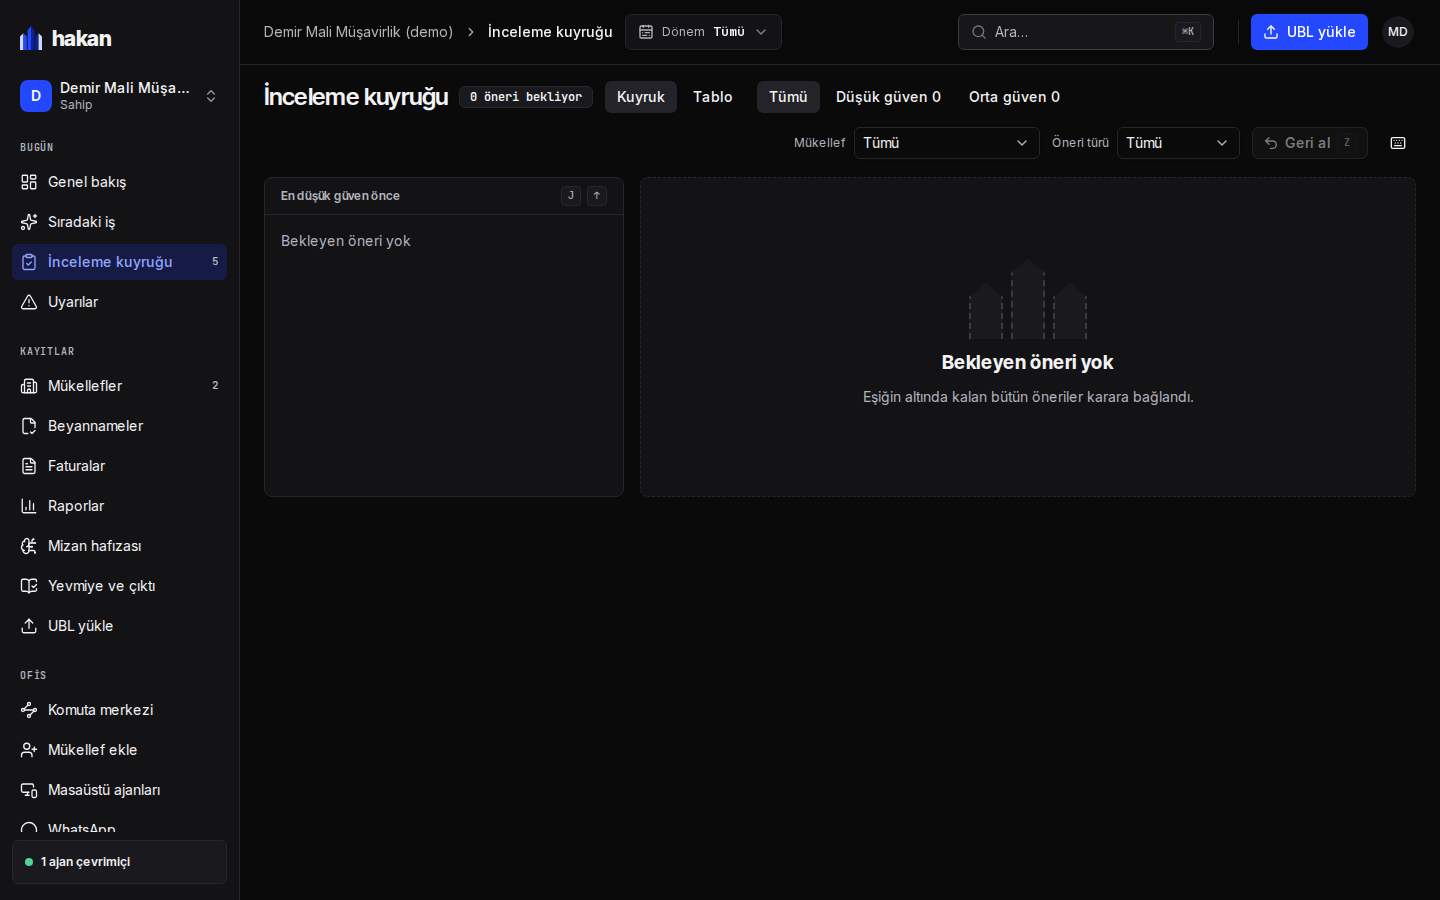 hakan
D
Demir Mali Müşa...
Sahip
BUGÜN
Genel bakış
Sıradaki iş
İnceleme kuyruğu 5
Uyarılar
KAYITLAR
Mükellefler 2
Beyannameler
Faturalar
Raporlar
Mizan hafızası
Yevmiye ve çıktı
UBL yükle
OFİS
Komuta merkezi
Mükellef ekle
Masaüstü ajanları
WhatsApp
1 ajan çevrimiçi
Demir Mali Müşavirlik (demo) İnceleme kuyruğu Dönem Tümü Ara... ⌘K UBL yükle MD
İnceleme kuyruğu 0 öneri bekliyor Kuyruk Tablo Tümü Düşük güven 0 Orta güven 0
Mükellef Tümü Öneri türü Tümü Geri al Z
En düşük güven önce J ↑
Bekleyen öneri yok
Bekleyen öneri yok
Eşiğin altında kalan bütün öneriler karara bağlandı.